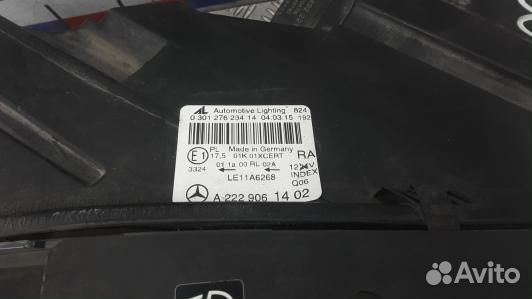 AL Automotive Lighting 824
0 301 276 234 14 04.03.15 192
PL Made in Germany
E1 17,5 01K 01XCERT RA
01 1a 00 RL 02A 12V
3324 INDEX
LE11A6268 Q06
A 222 906 14 02
Avito